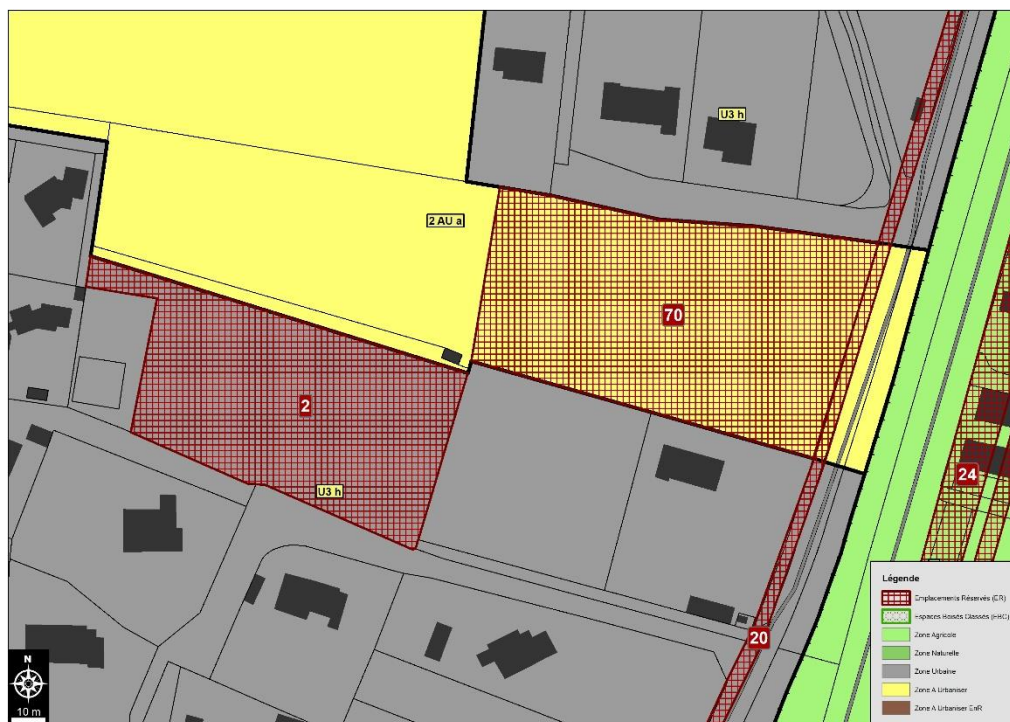 U3 h
2 AU a
70
2
24
U3 h
20
Légende
Emplacements Réservés (ER)
Espaces Boisés Classés (EBC)
Zone Agricole
Zone Naturelle
Zone Urbaine
Zone A Urbaniser
Zone A Urbaniser EnR
N
10 m